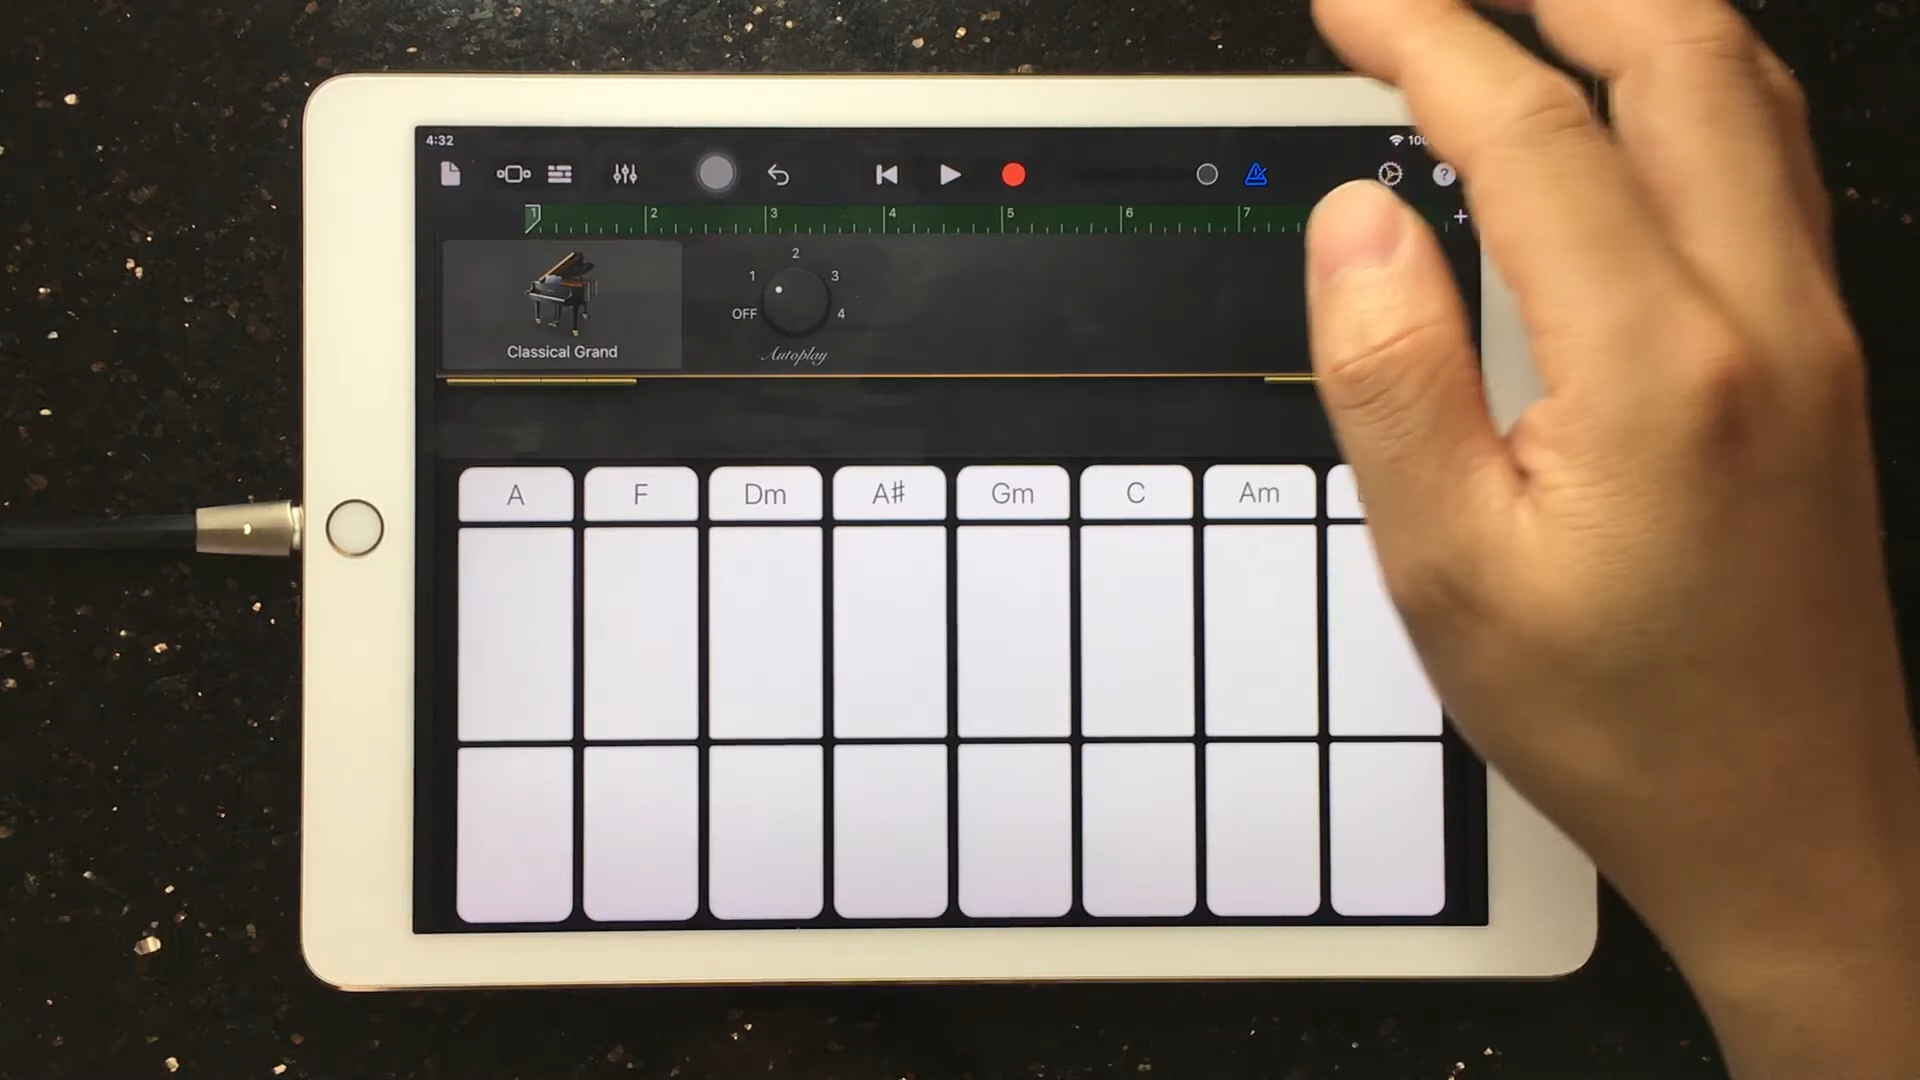 4:32 100
?
1 2 3 4 5 6 7
+
2
1 3
OFF 4
Classical Grand
Autoplay
A F Dm A# Gm C Am